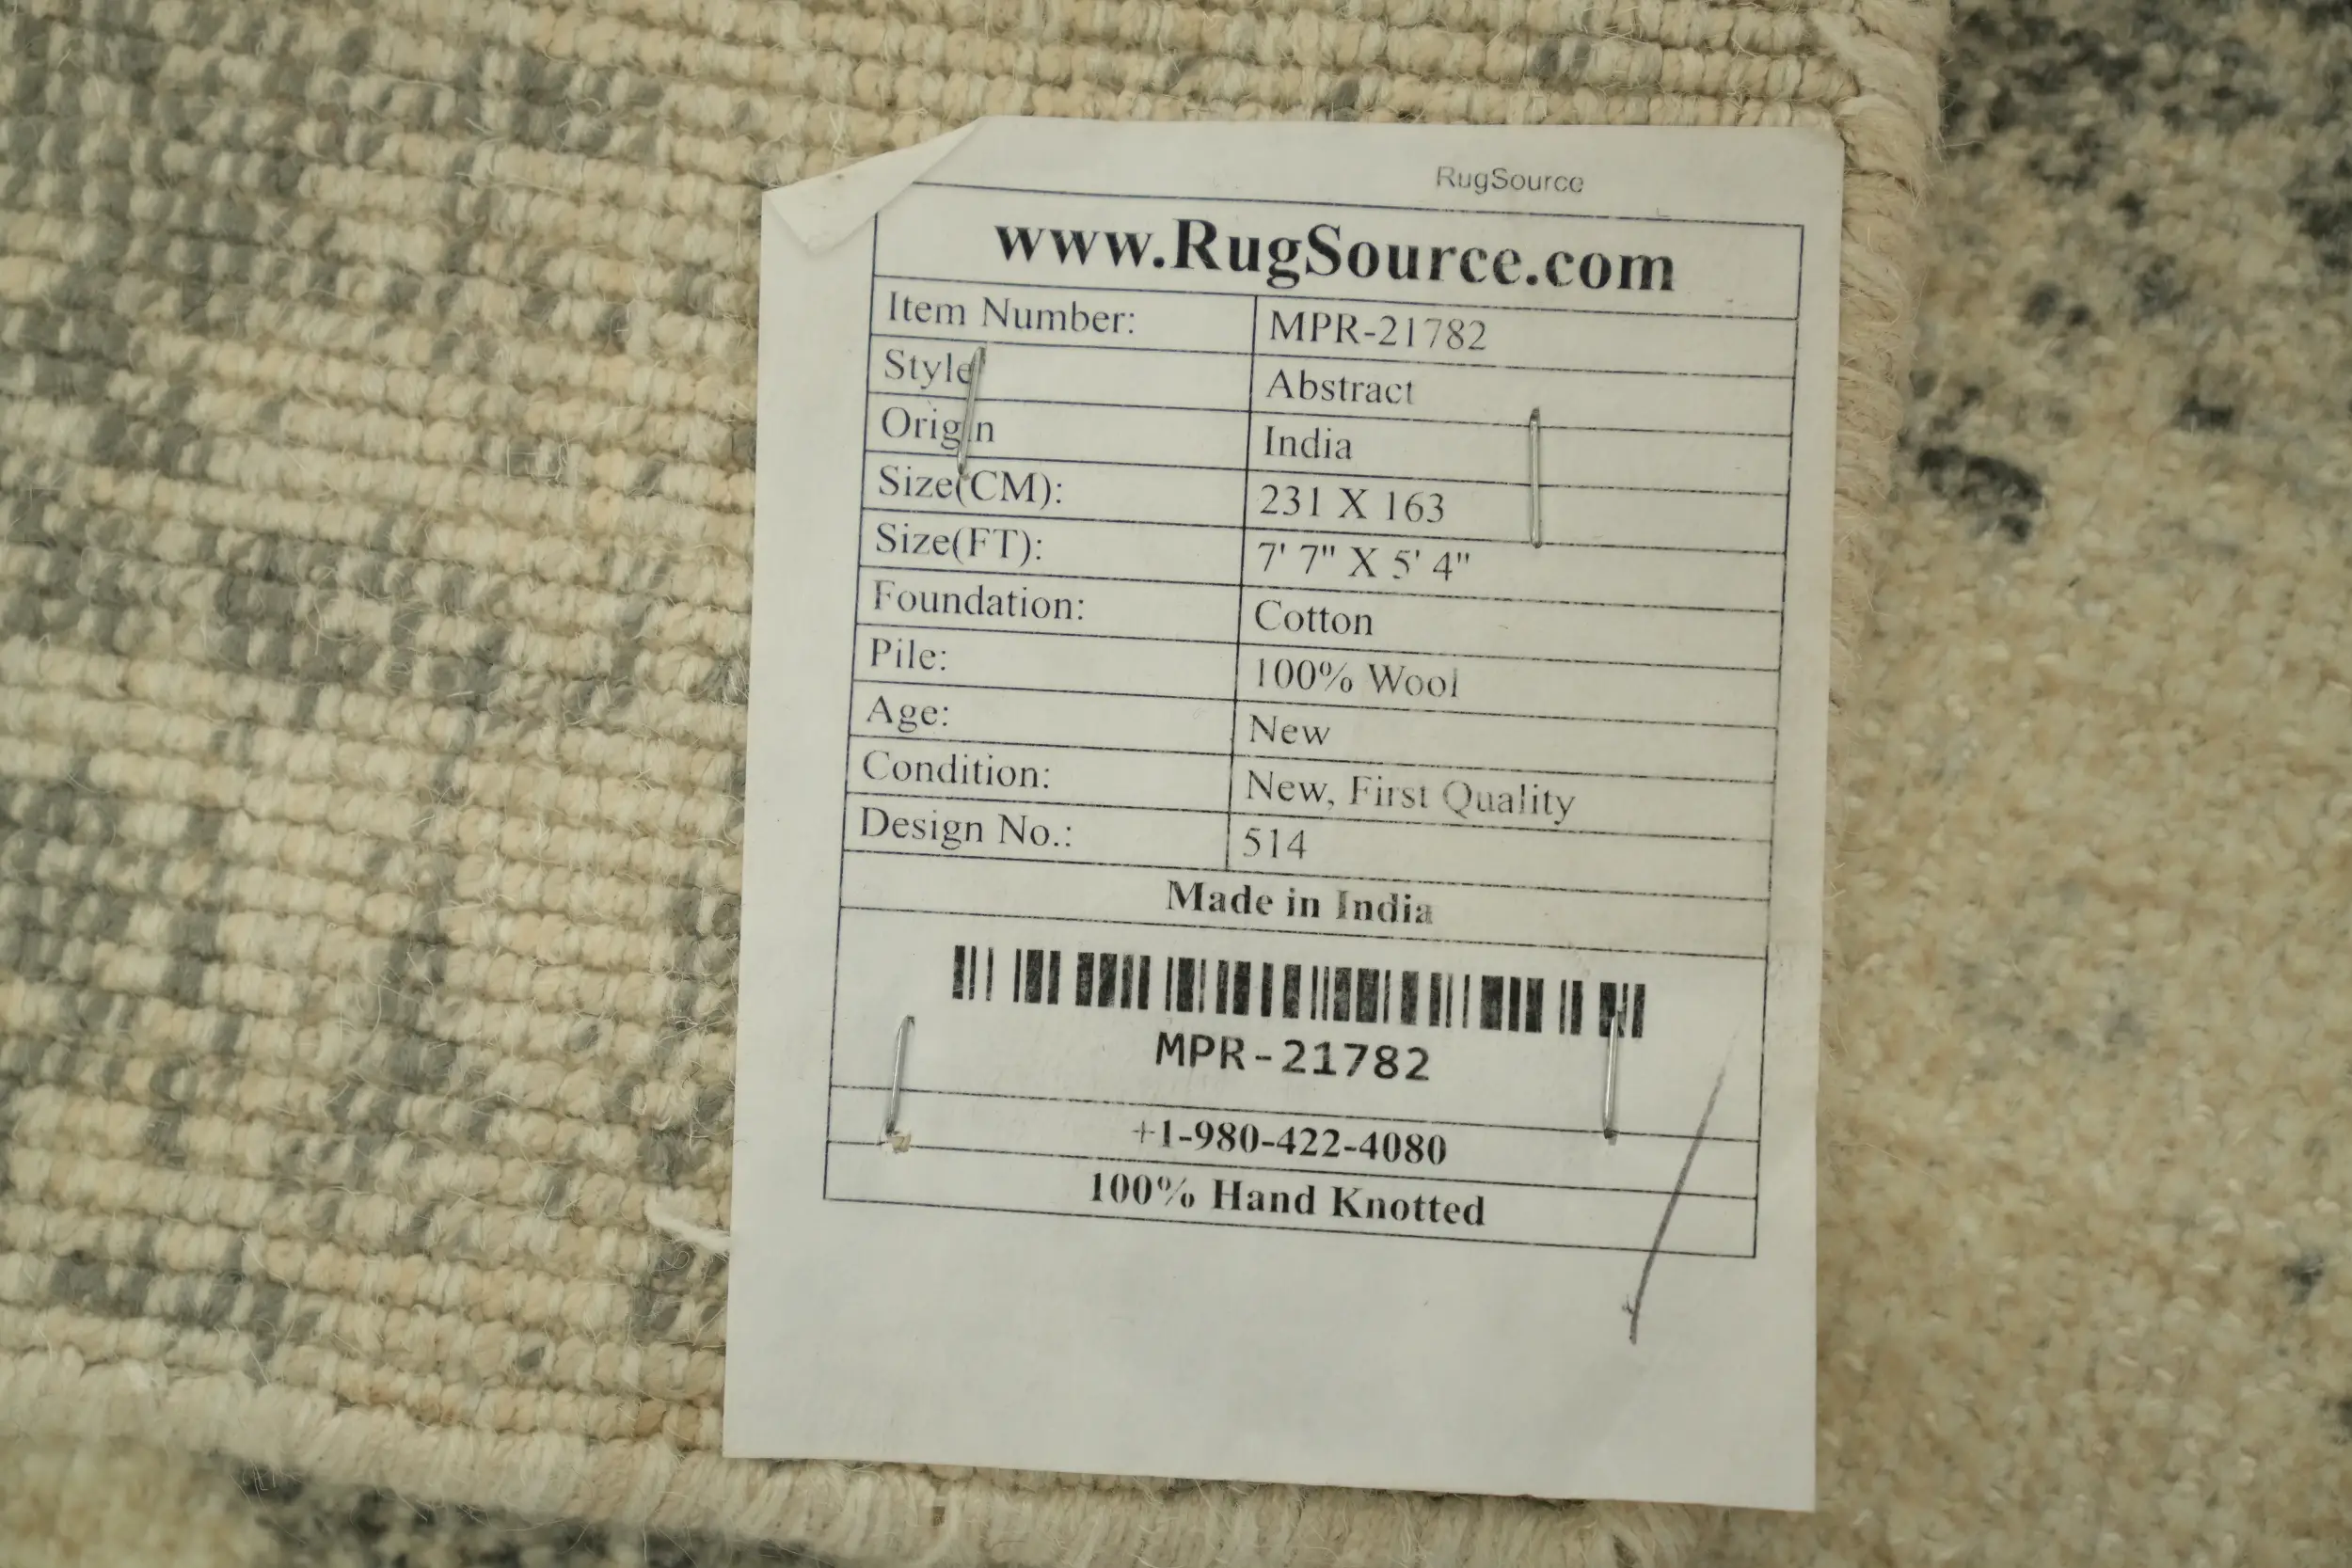 RugSource
www.RugSource.com
Item Number: MPR-21782
Style Abstract
Origin India
Size(CM): 231 X 163
Size(FT): 7' 7" X 5' 4"
Foundation: Cotton
Pile: 100% Wool
Age: New
Condition: New, First Quality
Design No.: 514
Made in India
MPR-21782
+1-980-422-4080
100% Hand Knotted